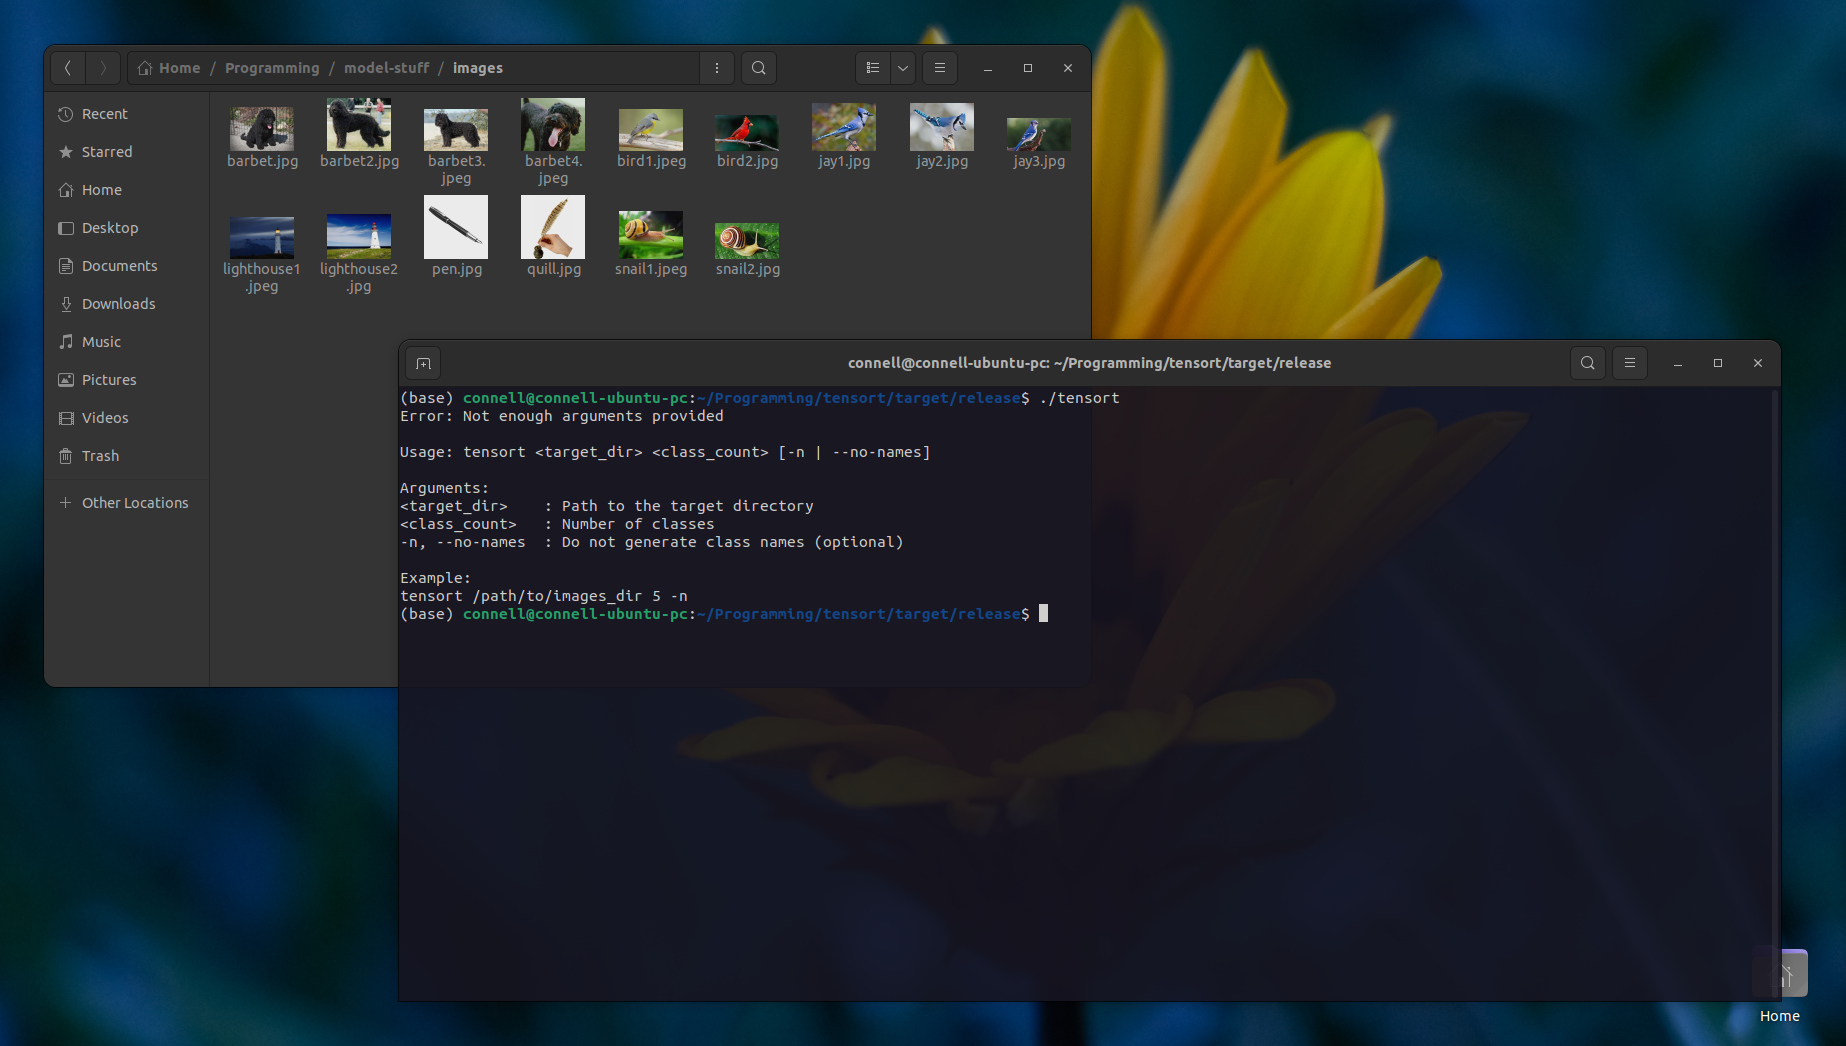 Home / Programming / model-stuff / images
Recent
Starred
Home
Desktop
Documents
Downloads
Music
Pictures
Videos
Trash
Other Locations
barbet.jpg barbet2.jpg barbet3.jpeg barbet4.jpeg bird1.jpeg bird2.jpg jay1.jpg jay2.jpg jay3.jpg
lighthouse1.jpeg lighthouse2.jpg pen.jpg quill.jpg snail1.jpeg snail2.jpg
connell@connell-ubuntu-pc: ~/Programming/tensort/target/release
(base) connell@connell-ubuntu-pc:~/Programming/tensort/target/release$ ./tensort
Error: Not enough arguments provided
Usage: tensort <target_dir> <class_count> [-n | --no-names]
Arguments:
<target_dir>    : Path to the target directory
<class_count>   : Number of classes
-n, --no-names  : Do not generate class names (optional)
Example:
tensort /path/to/images_dir 5 -n
(base) connell@connell-ubuntu-pc:~/Programming/tensort/target/release$
Home